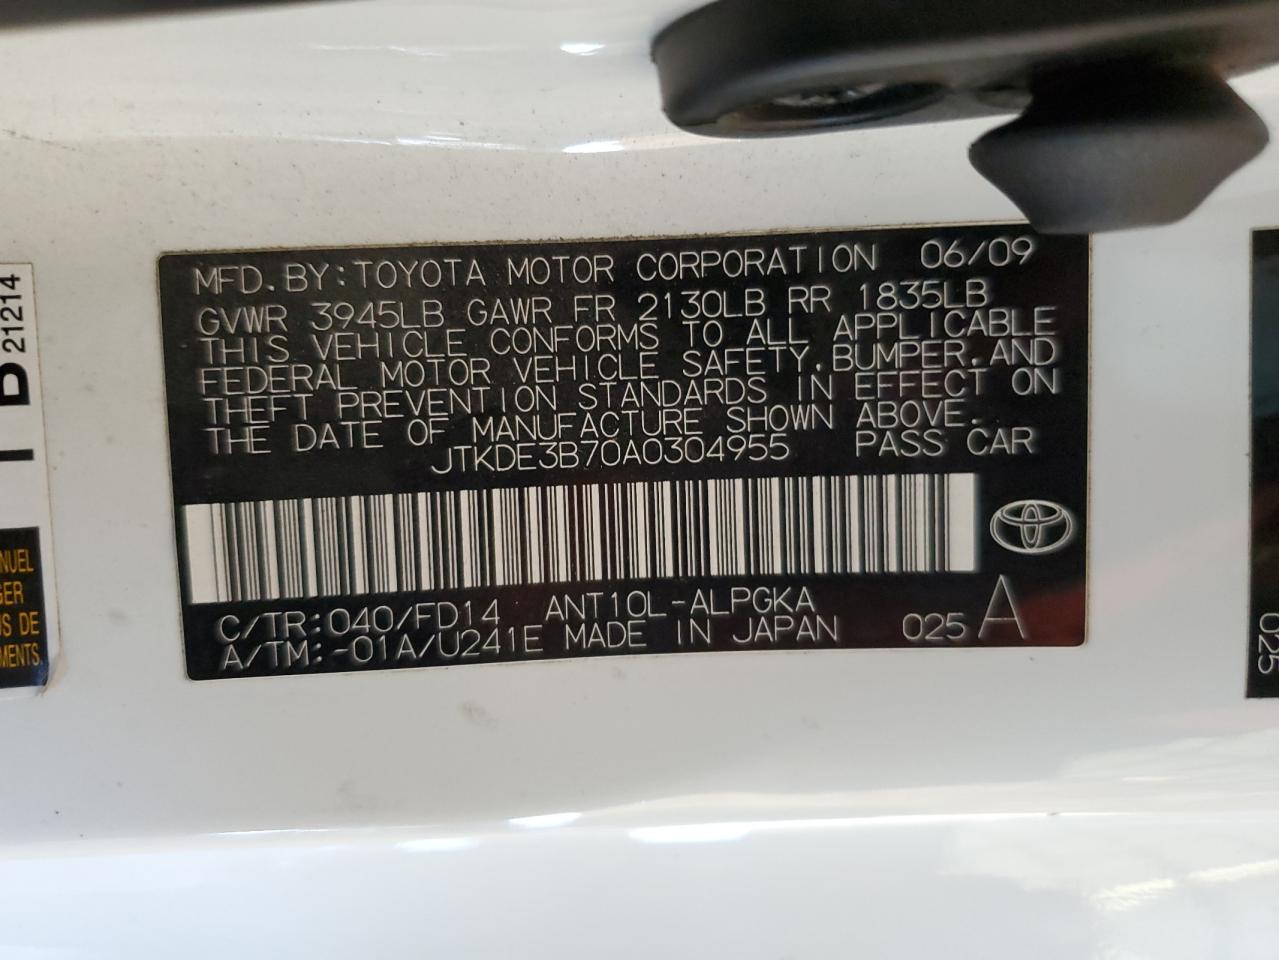 MFD. BY: TOYOTA MOTOR CORPORATION 06/09
GVWR 3945LB GAWR FR 2130LB RR 1835LB
THIS VEHICLE CONFORMS TO ALL APPLICABLE
FEDERAL MOTOR VEHICLE SAFETY, BUMPER, AND
THEFT PREVENTION STANDARDS IN EFFECT ON
THE DATE OF MANUFACTURE SHOWN ABOVE.
JTKDE3B70A0304955 PASS CAR
C/TR: 040/FD14 ANT10L-ALPGKA
A/TM: -01A/U241E MADE IN JAPAN 025 A
21214
NUEL
GER
US DE
MENTS
025